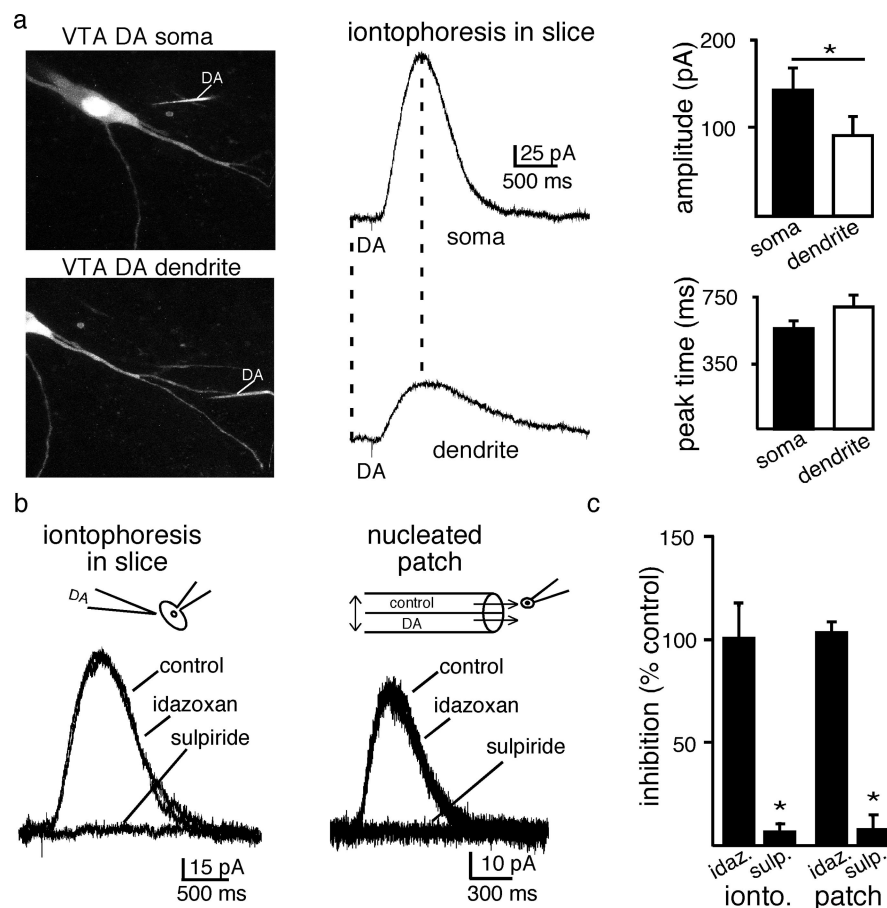 a
VTA DA soma
DA
VTA DA dendrite
DA
iontophoresis in slice
25 pA
500 ms
DA
soma
DA
dendrite
200
*
100
amplitude (pA)
soma
dendrite
750
350
peak time (ms)
soma
dendrite
b
iontophoresis
in slice
DA
control
idazoxan
sulpiride
15 pA
500 ms
nucleated
patch
control
DA
control
idazoxan
sulpiride
10 pA
300 ms
c
150
100
50
inhibition (% control)
*
*
idaz.
sulp.
idaz.
sulp.
ionto.
patch